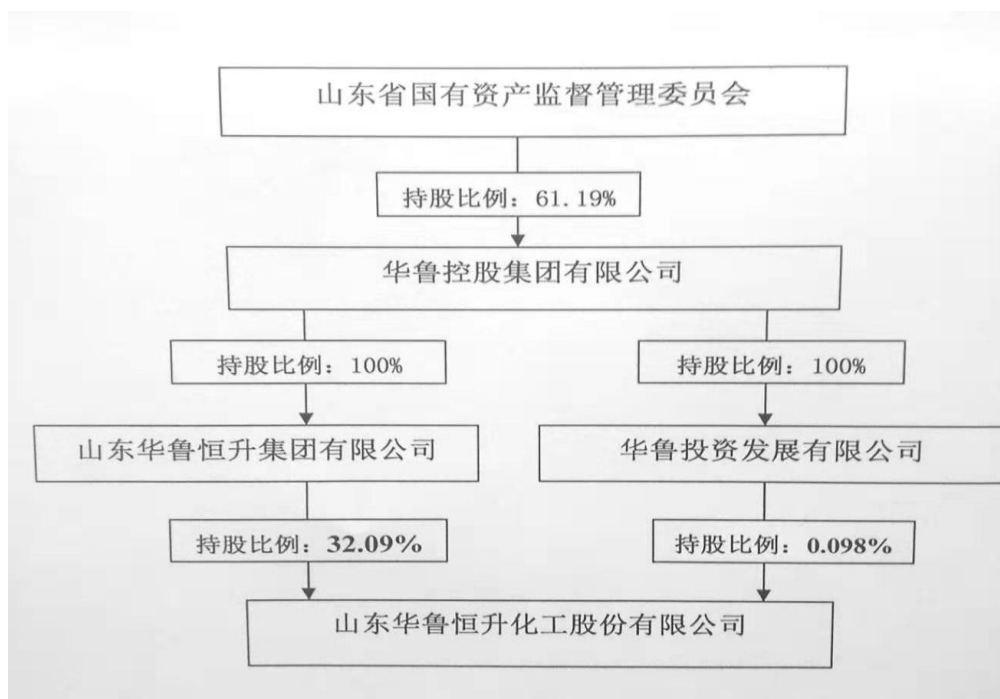 山东省国有资产监督管理委员会
持股比例：61.19%
华鲁控股集团有限公司
持股比例：100%
持股比例：100%
山东华鲁恒升集团有限公司
华鲁投资发展有限公司
持股比例：32.09%
持股比例：0.098%
山东华鲁恒升化工股份有限公司